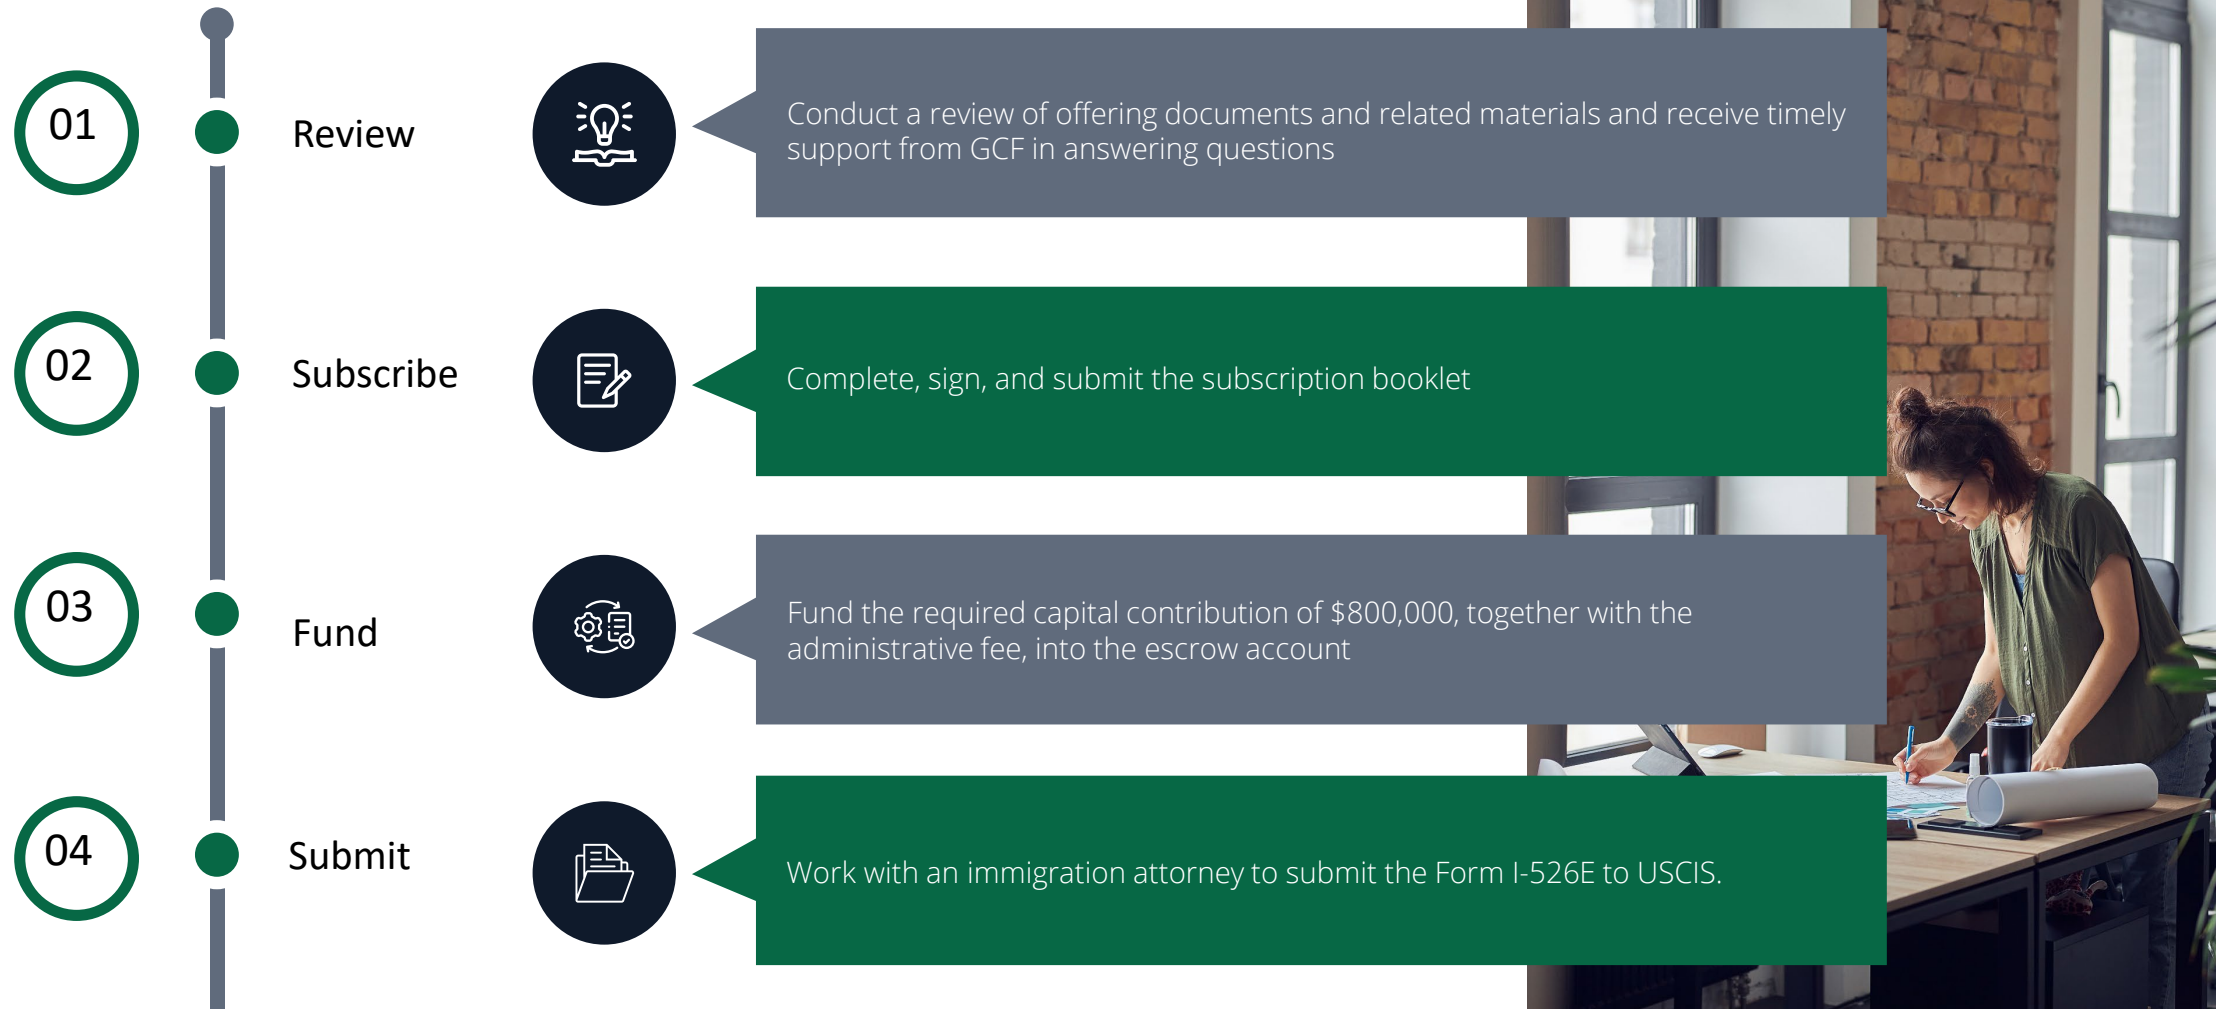 01
Review
Conduct a review of offering documents and related materials and receive timely
support from GCF in answering questions
02
Subscribe
Complete, sign, and submit the subscription booklet
03
Fund
Fund the required capital contribution of $800,000, together with the
administrative fee, into the escrow account
04
Submit
Work with an immigration attorney to submit the Form I-526E to USCIS.